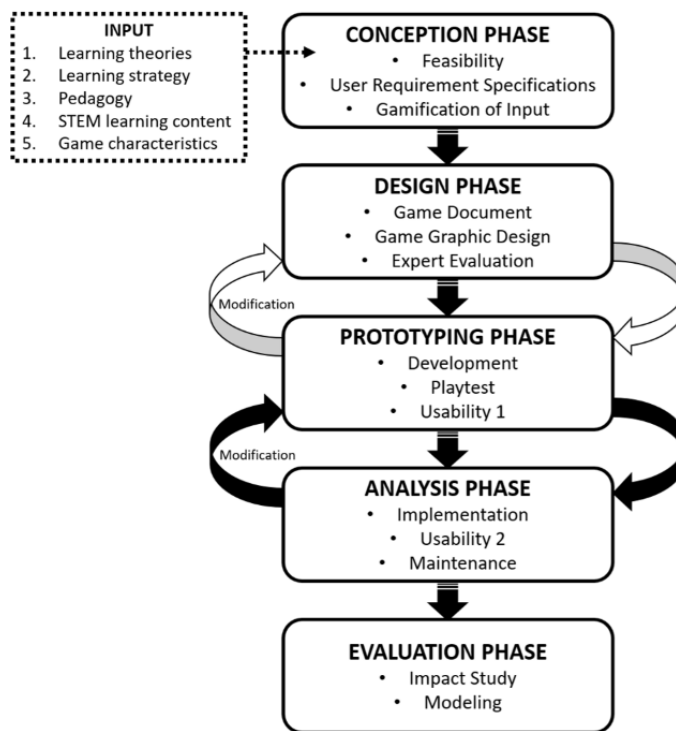 INPUT
1. Learning theories
2. Learning strategy
3. Pedagogy
4. STEM learning content
5. Game characteristics
CONCEPTION PHASE
• Feasibility
• User Requirement Specifications
• Gamification of Input
DESIGN PHASE
• Game Document
• Game Graphic Design
• Expert Evaluation
Modification
PROTOTYPING PHASE
• Development
• Playtest
• Usability 1
Modification
ANALYSIS PHASE
• Implementation
• Usability 2
• Maintenance
EVALUATION PHASE
• Impact Study
• Modeling